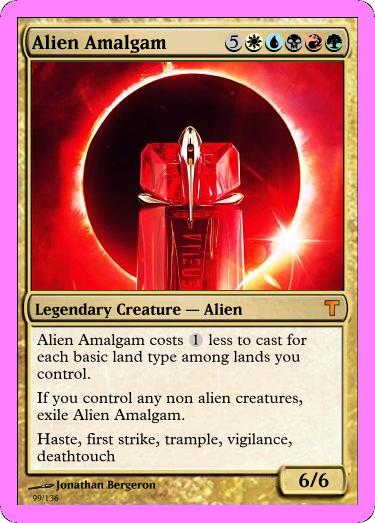 Alien Amalgam 5
Legendary Creature — Alien T
Alien Amalgam costs 1 less to cast for
each basic land type among lands you
control.
If you control any non alien creatures,
exile Alien Amalgam.
Haste, first strike, trample, vigilance,
deathtouch
6/6
Jonathan Bergeron
99/136